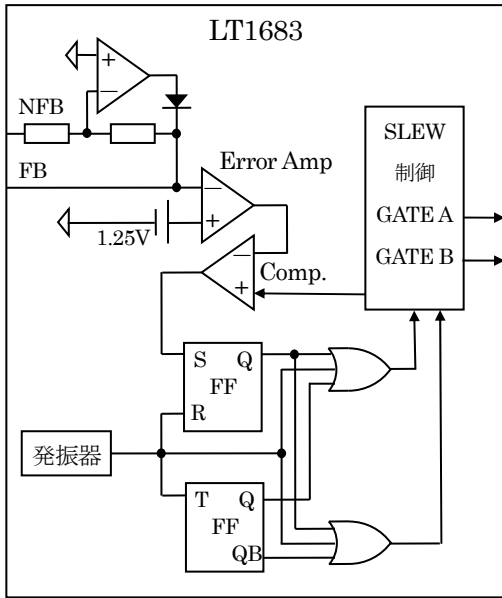 LT1683
+
−
NFB
FB
Error Amp
−
+
1.25V
SLEW
制御
GATE A
GATE B
−
+
Comp.
S Q
FF
R
発振器
T Q
FF
QB